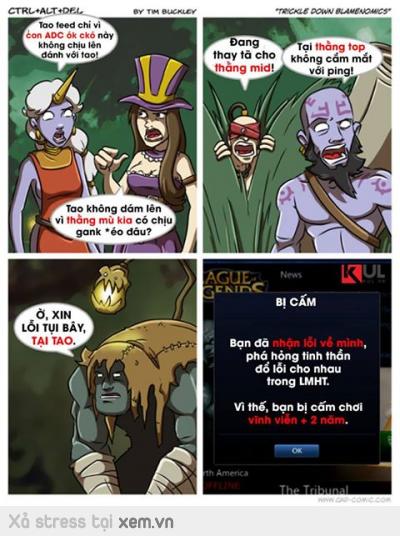 CTRL+ALT+DEL
BY TIM BUCKLEY
"TRICKLE DOWN BLAMENOMICS"
Tao feed chỉ vì
con ADC ók ckó này
không chịu lên
đánh với tao!
Tao không dám lên
vì thằng mù kia có chịu
gank *éo đâu?
Đang
thay tã cho
thằng mid!
Tại thằng top
không cắm mắt
với ping!
Ờ, XIN
LỖI TỤI BÂY,
TẠI TAO.
AGUE
GENDS
News
KUL
BỊ CẤM
Bạn đã nhận lỗi về mình,
phá hỏng tinh thần
đổ lỗi cho nhau
trong LMHT.
Vì thế, bạn bị cấm chơi
vĩnh viễn + 2 năm.
OK
rth America
OFFLINE
The Tribunal
WWW.CAD-COMIC.COM
Xả stress tại xem.vn